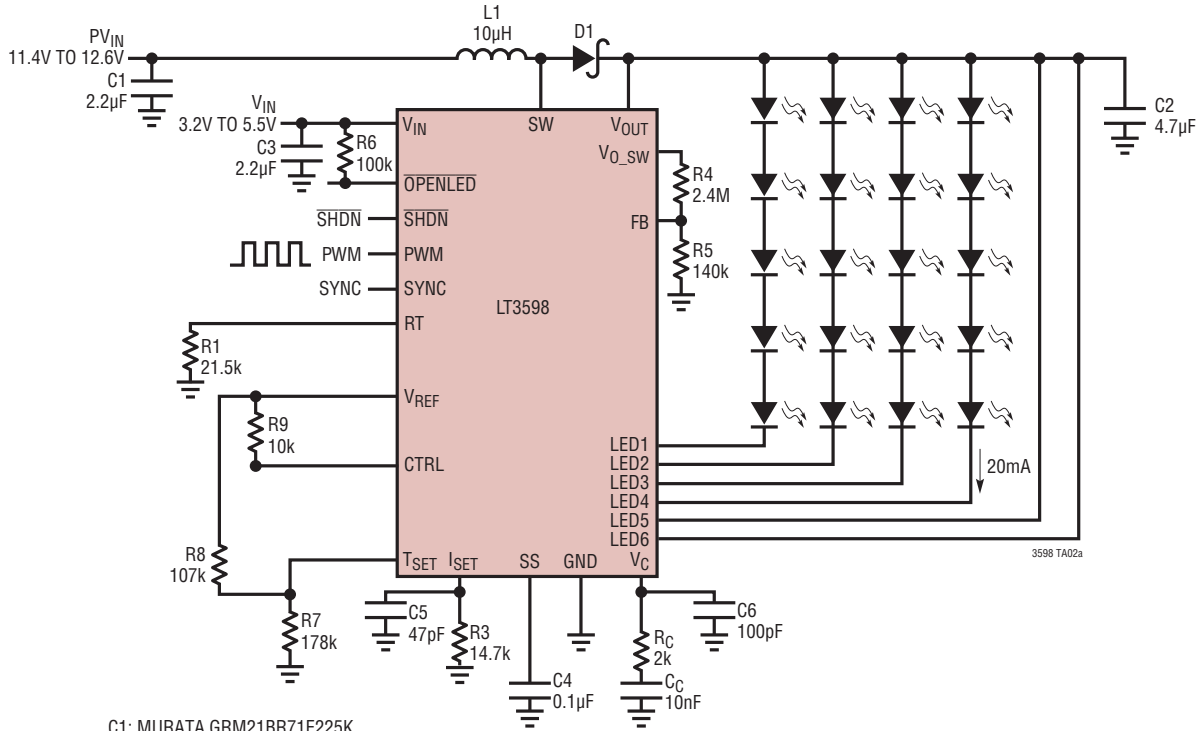 L1
10µH
D1
PVIN
11.4V TO 12.6V
C1
2.2µF
VIN
3.2V TO 5.5V
C3
2.2µF
R6
100k
VIN
SW
VOUT
VO_SW
R4
2.4M
C2
4.7µF
OPENLED
SHDN
SHDN
FB
R5
140k
PWM
PWM
SYNC
SYNC
LT3598
RT
R1
21.5k
VREF
R9
10k
CTRL
LED1
LED2
LED3
LED4
LED5
LED6
20mA
3598 TA02a
R8
107k
TSET
ISET
SS
GND
VC
R7
178k
C5
47pF
R3
14.7k
C4
0.1µF
RC
2k
CC
10nF
C6
100pF
C1: MURATA GRM21BR71E225K